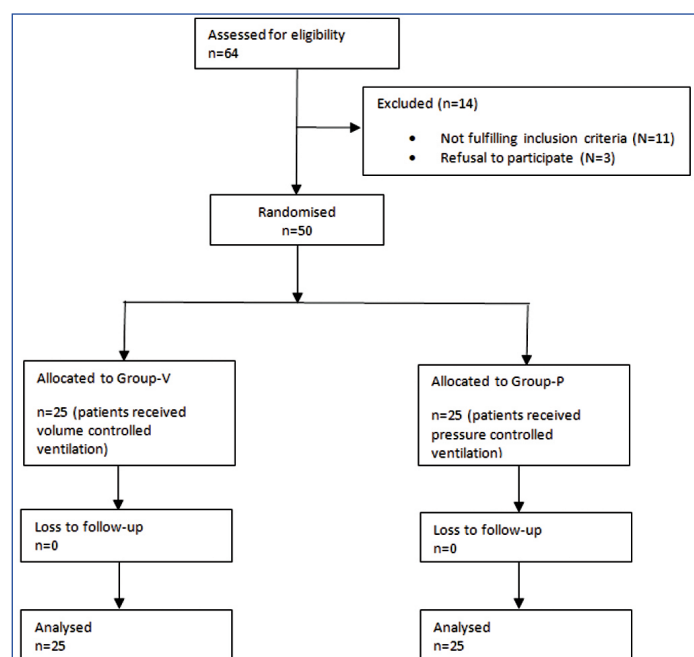 Assessed for eligibility
n=64
Excluded (n=14)
• Not fulfilling inclusion criteria (N=11)
• Refusal to participate (N=3)
Randomised
n=50
Allocated to Group-V
n=25 (patients received
volume controlled
ventilation)
Allocated to Group-P
n=25 (patients received
pressure controlled
ventilation)
Loss to follow-up
n=0
Loss to follow-up
n=0
Analysed
n=25
Analysed
n=25